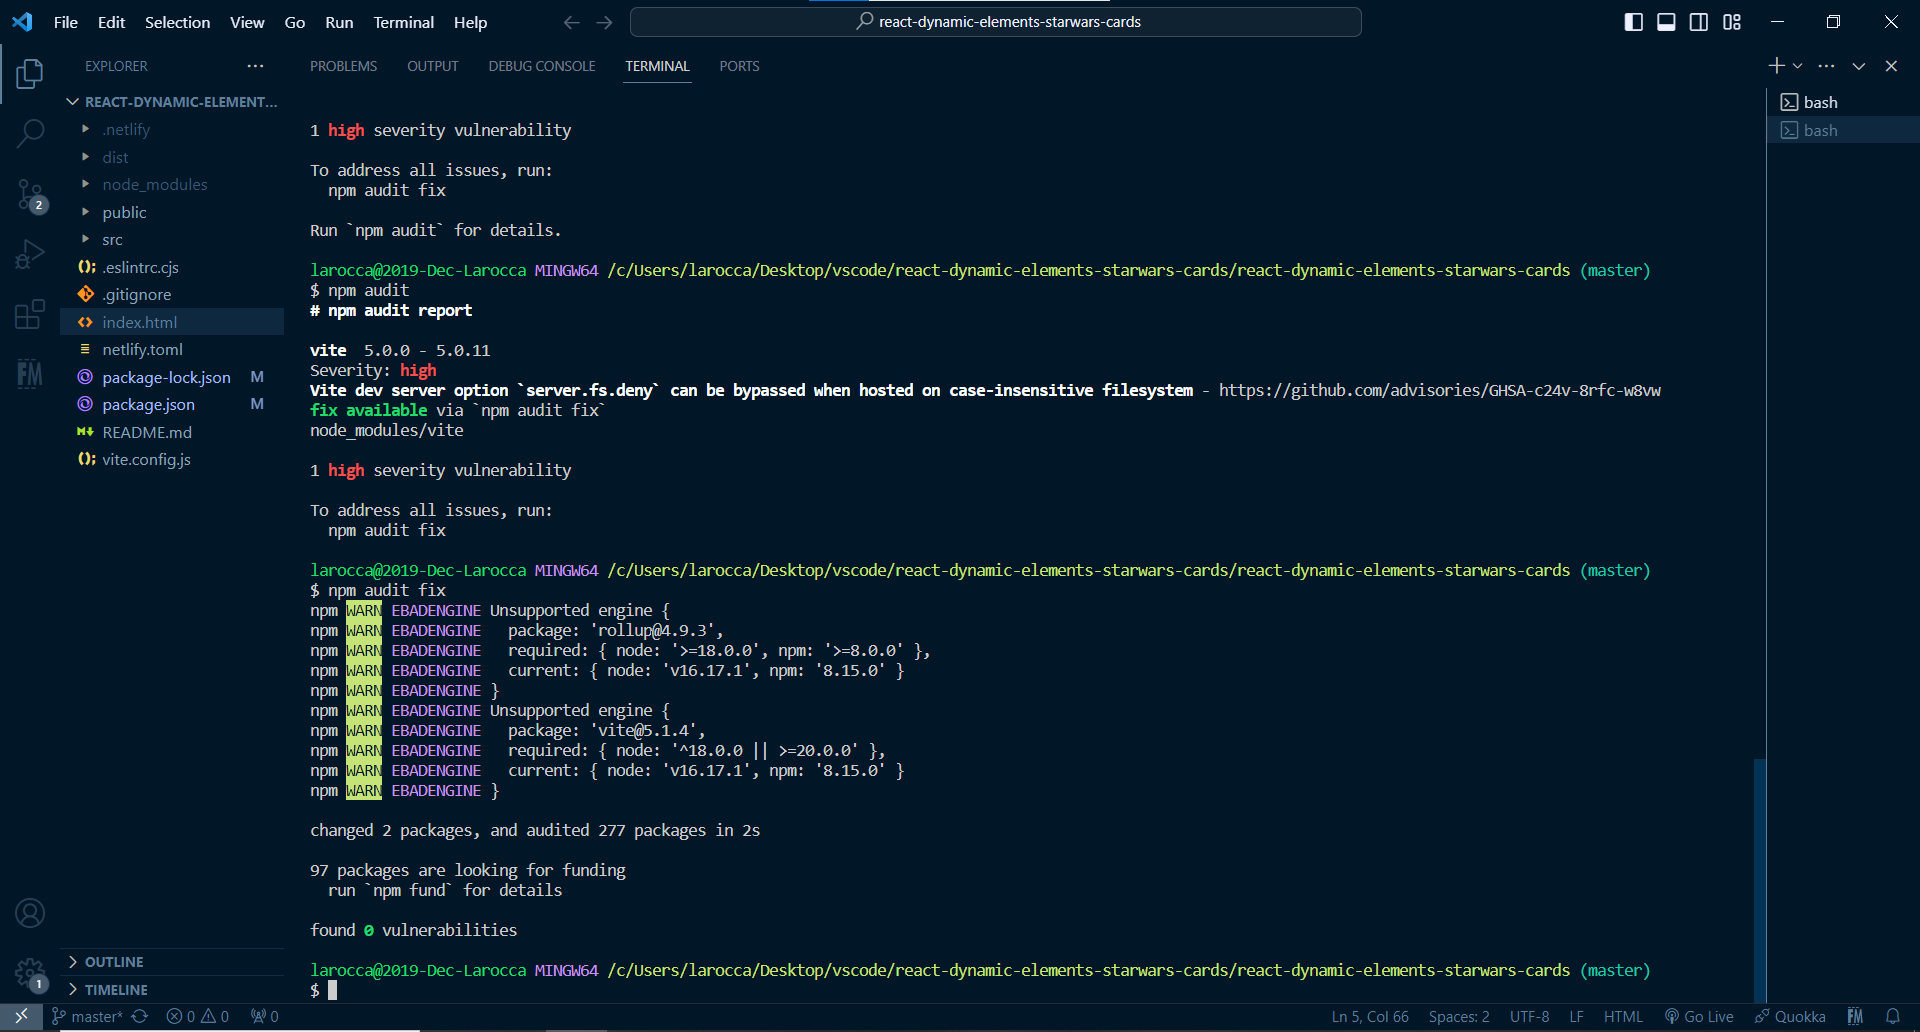 File Edit Selection View Go Run Terminal Help
react-dynamic-elements-starwars-cards
EXPLORER
PROBLEMS OUTPUT DEBUG CONSOLE TERMINAL PORTS
REACT-DYNAMIC-ELEMENT...
.netlify
dist
node_modules
public
src
.eslintrc.cjs
.gitignore
index.html
netlify.toml
package-lock.json M
package.json M
README.md
vite.config.js
OUTLINE
TIMELINE
2
FM
1
1 high severity vulnerability
To address all issues, run:
npm audit fix
Run `npm audit` for details.
larocca@2019-Dec-Larocca MINGW64 /c/Users/larocca/Desktop/vscode/react-dynamic-elements-starwars-cards/react-dynamic-elements-starwars-cards (master)
$ npm audit
# npm audit report
vite 5.0.0 - 5.0.11
Severity: high
Vite dev server option `server.fs.deny` can be bypassed when hosted on case-insensitive filesystem - https://github.com/advisories/GHSA-c24v-8rfc-w8vw
fix available via `npm audit fix`
node_modules/vite
1 high severity vulnerability
To address all issues, run:
npm audit fix
larocca@2019-Dec-Larocca MINGW64 /c/Users/larocca/Desktop/vscode/react-dynamic-elements-starwars-cards/react-dynamic-elements-starwars-cards (master)
$ npm audit fix
npm WARN EBADENGINE Unsupported engine {
npm WARN EBADENGINE package: 'rollup@4.9.3',
npm WARN EBADENGINE required: { node: '>=18.0.0', npm: '>=8.0.0' },
npm WARN EBADENGINE current: { node: 'v16.17.1', npm: '8.15.0' }
npm WARN EBADENGINE }
npm WARN EBADENGINE Unsupported engine {
npm WARN EBADENGINE package: 'vite@5.1.4',
npm WARN EBADENGINE required: { node: '^18.0.0 || >=20.0.0' },
npm WARN EBADENGINE current: { node: 'v16.17.1', npm: '8.15.0' }
npm WARN EBADENGINE }
changed 2 packages, and audited 277 packages in 2s
97 packages are looking for funding
run `npm fund` for details
found 0 vulnerabilities
larocca@2019-Dec-Larocca MINGW64 /c/Users/larocca/Desktop/vscode/react-dynamic-elements-starwars-cards/react-dynamic-elements-starwars-cards (master)
$
bash
bash
master* 0 0 0 Ln 5, Col 66 Spaces: 2 UTF-8 LF HTML Go Live Quokka FM